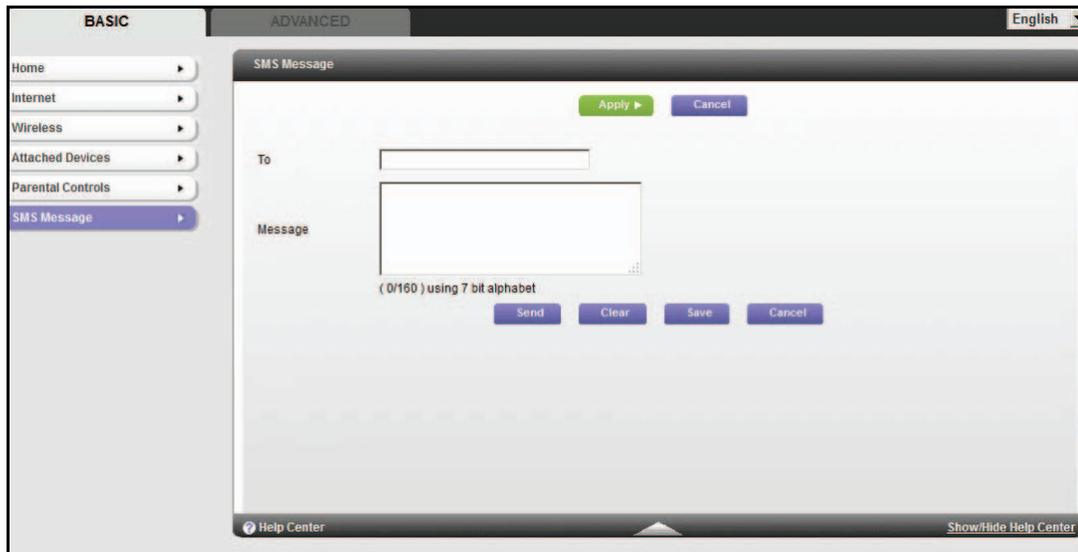 BASIC
ADVANCED
English
Home
Internet
Wireless
Attached Devices
Parental Controls
SMS Message
SMS Message
Apply
Cancel
To
Message
( 0/160 ) using 7 bit alphabet
Send
Clear
Save
Cancel
Help Center
Show/Hide Help Center